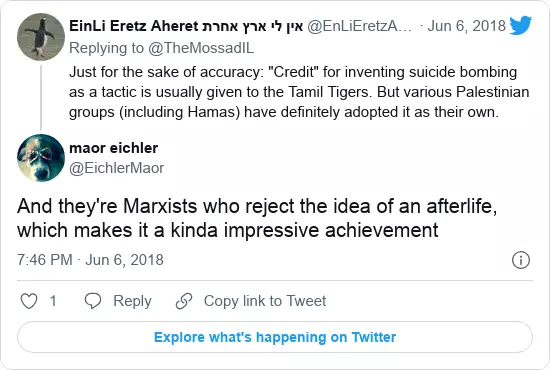 EinLi Eretz Aheret אין לי ארץ אחרת @EnLiEretzA... · Jun 6, 2018
Replying to @TheMossadIL
Just for the sake of accuracy: "Credit" for inventing suicide bombing
as a tactic is usually given to the Tamil Tigers. But various Palestinian
groups (including Hamas) have definitely adopted it as their own.
maor eichler
@EichlerMaor
And they're Marxists who reject the idea of an afterlife,
which makes it a kinda impressive achievement
7:46 PM · Jun 6, 2018
1 Reply Copy link to Tweet
Explore what's happening on Twitter